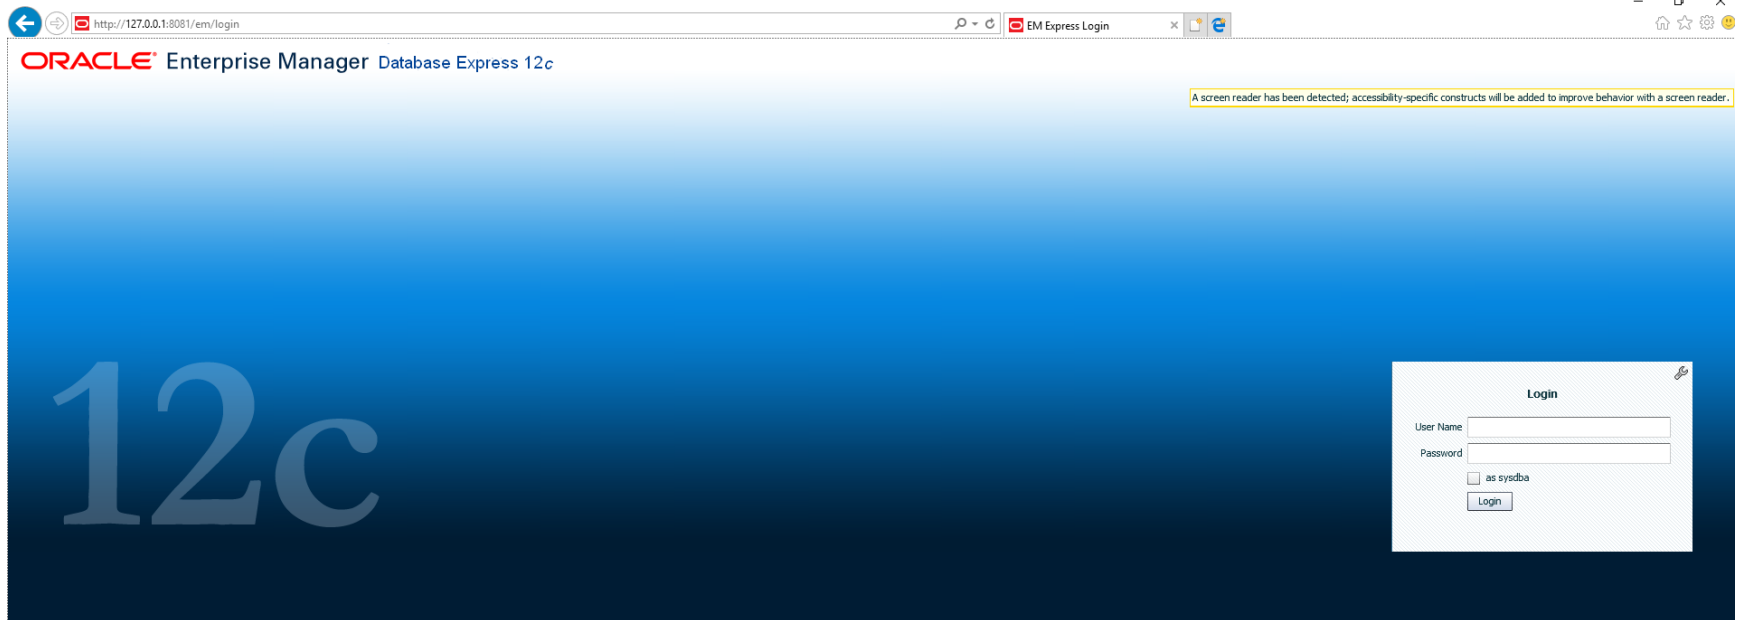 http://127.0.0.1:8081/em/login
EM Express Login
ORACLE Enterprise Manager Database Express 12c
A screen reader has been detected; accessibility-specific constructs will be added to improve behavior with a screen reader.
12c
Login
User Name
Password
as sysdba
Login